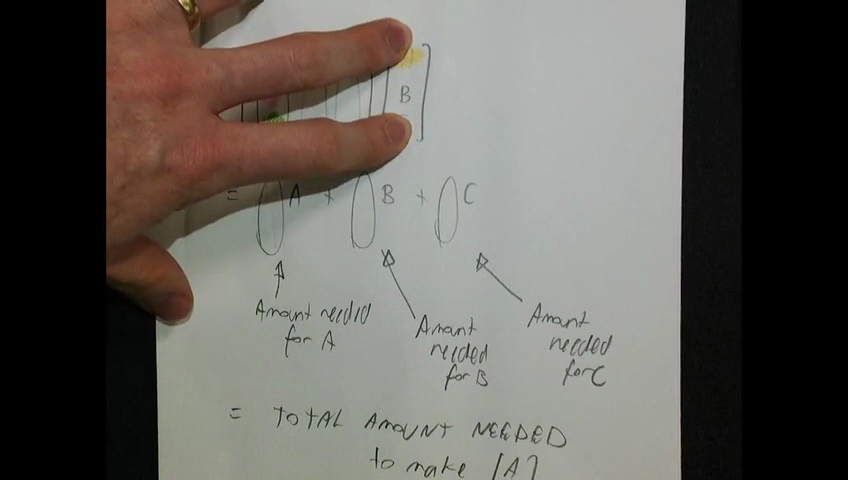 B
= A + B + C
Amount needed
for A
Amount
needed
for B
Amount
needed
for C
= TOTAL AMOUNT NEEDED
to make [A]